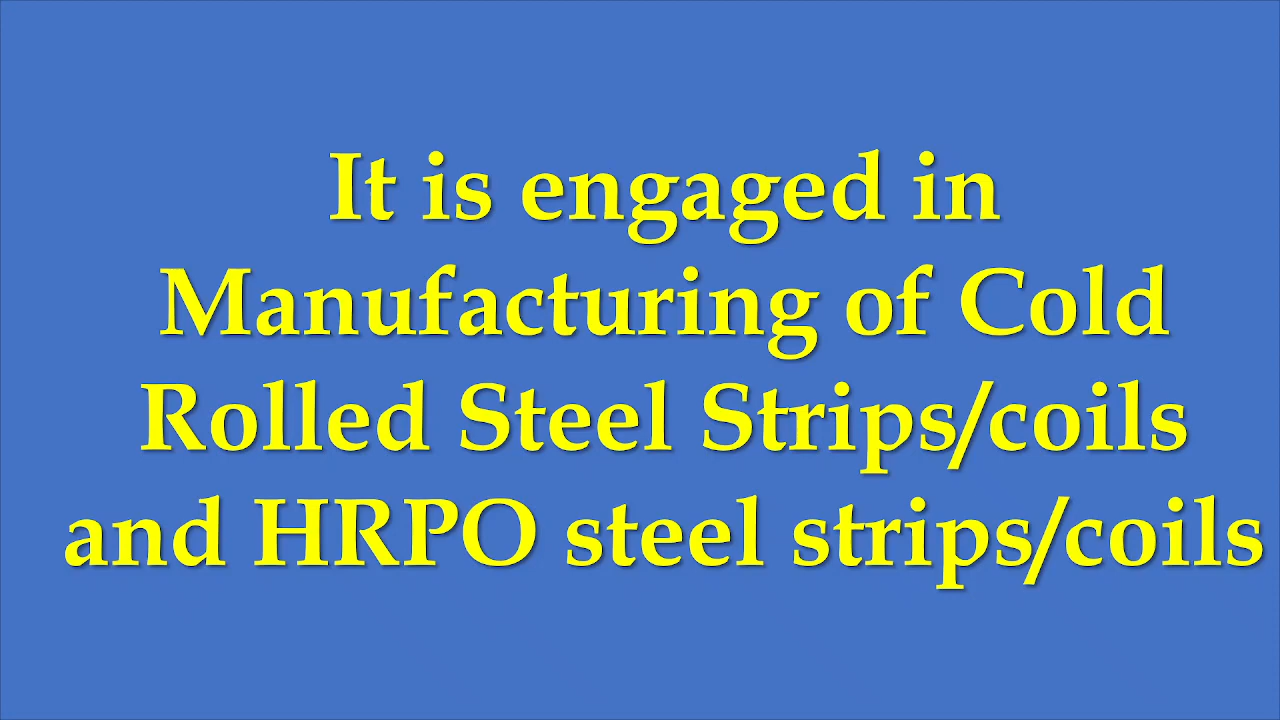 It is engaged in
Manufacturing of Cold
Rolled Steel Strips/coils
and HRPO steel strips/coils